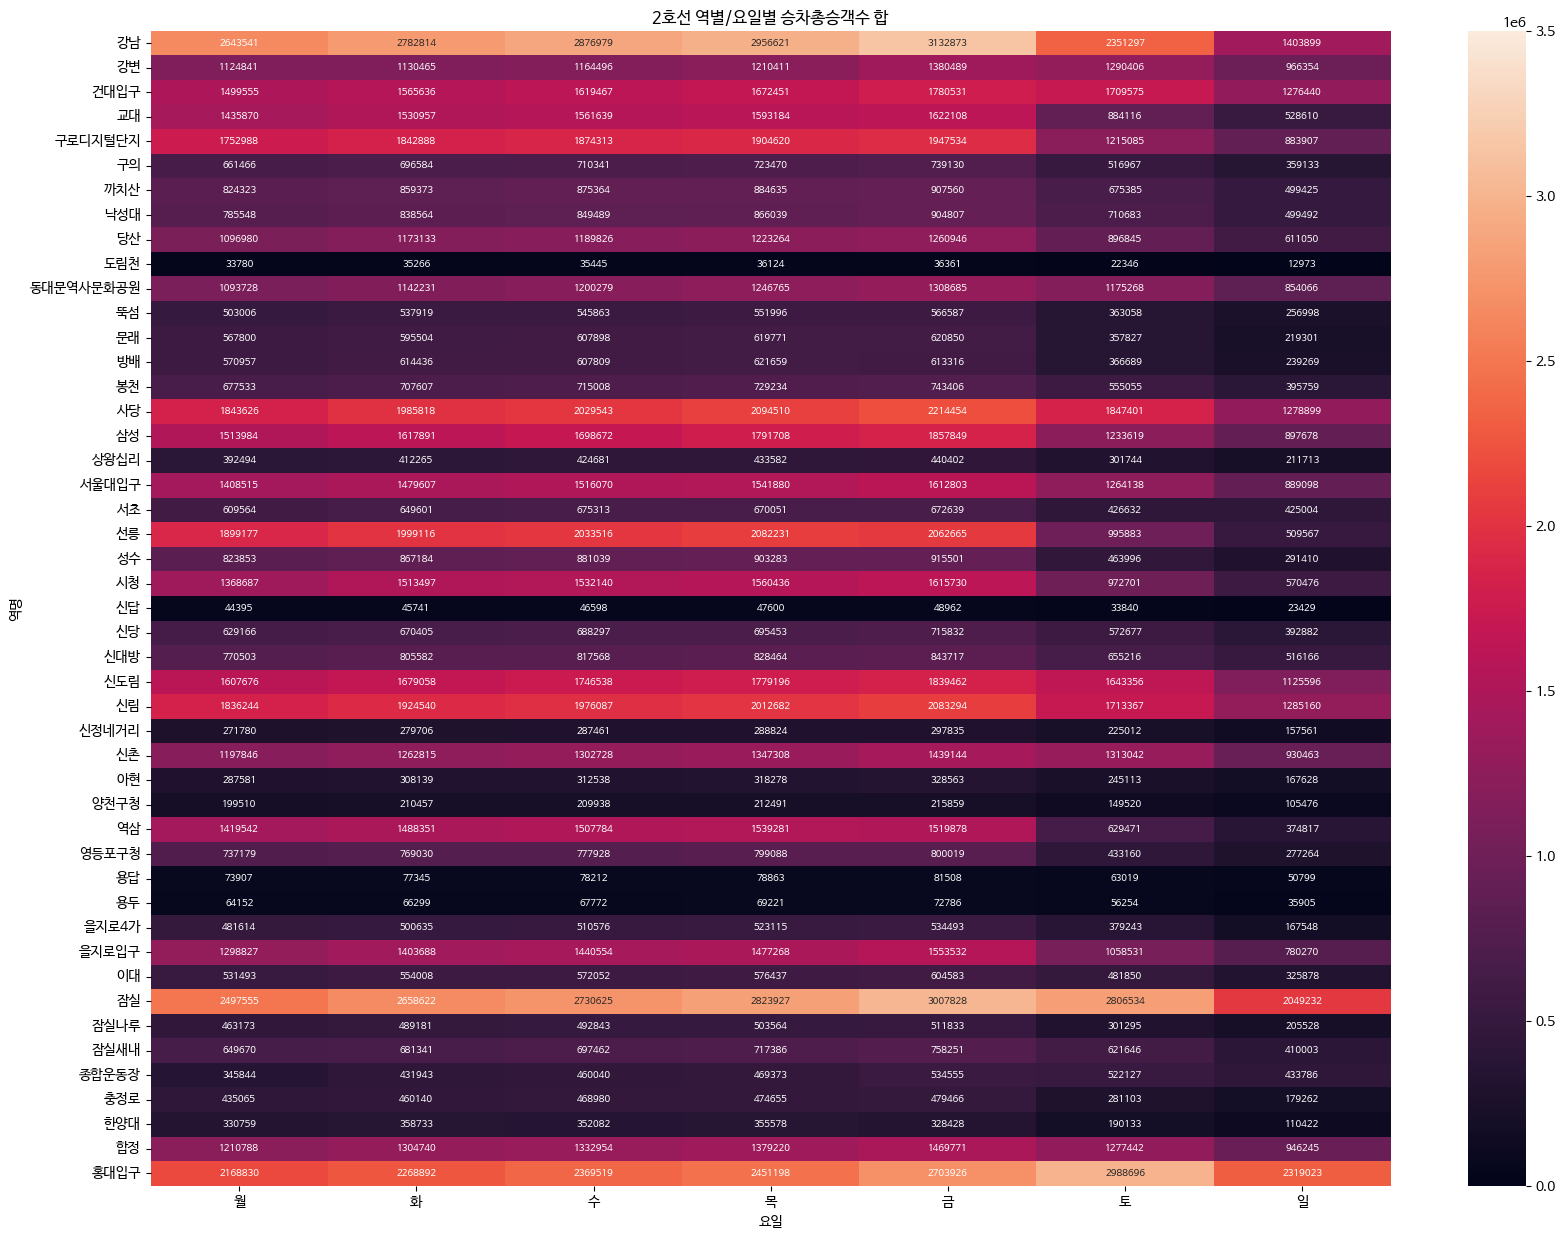 2호선 역별/요일별 승차총승객수 합
1e6
강남 2643541 2782814 2876979 2956621 3132873 2351297 1403899
강변 1124841 1130465 1164496 1210411 1380489 1290406 966354
건대입구 1499555 1565636 1619467 1672451 1780531 1709575 1276440
교대 1435870 1530957 1561639 1593184 1622108 884116 528610
구로디지털단지 1752988 1842888 1874313 1904620 1947534 1215085 883907
구의 661466 696584 710341 723470 739130 516967 359133
까치산 824323 859373 875364 884635 907560 675385 499425
낙성대 785548 838564 849489 866039 904807 710683 499492
당산 1096980 1173133 1189826 1223264 1260946 896845 611050
도림천 33780 35266 35445 36124 36361 22346 12973
동대문역사문화공원 1093728 1142231 1200279 1246765 1308685 1175268 854066
뚝섬 503006 537919 545863 551996 566587 363058 256998
문래 567800 595504 607898 619771 620850 357827 219301
방배 570957 614436 607809 621659 613316 366689 239269
봉천 677533 707607 715008 729234 743406 555055 395759
사당 1843626 1985818 2029543 2094510 2214454 1847401 1278899
삼성 1513984 1617891 1698672 1791708 1857849 1233619 897678
상왕십리 392494 412265 424681 433582 440402 301744 211713
서울대입구 1408515 1479607 1516070 1541880 1612803 1264138 889098
서초 609564 649601 675313 670051 672639 426632 425004
선릉 1899177 1999116 2033516 2082231 2062665 995883 509567
성수 823853 867184 881039 903283 915501 463996 291410
시청 1368687 1513497 1532140 1560436 1615730 972701 570476
신답 44395 45741 46598 47600 48962 33840 23429
신당 629166 670405 688297 695453 715832 572677 392882
신대방 770503 805582 817568 828464 843717 655216 516166
신도림 1607676 1679058 1746538 1779196 1839462 1643356 1125596
신림 1836244 1924540 1976087 2012682 2083294 1713367 1285160
신정네거리 271780 279706 287461 288824 297835 225012 157561
신촌 1197846 1262815 1302728 1347308 1439144 1313042 930463
아현 287581 308139 312538 318278 328563 245113 167628
양천구청 199510 210457 209938 212491 215859 149520 105476
역삼 1419542 1488351 1507784 1539281 1519878 629471 374817
영등포구청 737179 769030 777928 799088 800019 433160 277264
용답 73907 77345 78212 78863 81508 63019 50799
용두 64152 66299 67772 69221 72786 56254 35905
을지로4가 481614 500635 510576 523115 534493 379243 167548
을지로입구 1298827 1403688 1440554 1477268 1553532 1058531 780270
이대 531493 554008 572052 576437 604583 481850 325878
잠실 2497555 2658622 2730625 2823927 3007828 2806534 2049232
잠실나루 463173 489181 492843 503564 511833 301295 205528
잠실새내 649670 681341 697462 717386 758251 621646 410003
종합운동장 345844 431943 460040 469373 534555 522127 433786
충정로 435065 460140 468980 474655 479466 281103 179262
한양대 330759 358733 352082 355578 328428 190133 110422
합정 1210788 1304740 1332954 1379220 1469771 1277442 946245
홍대입구 2168830 2268892 2369519 2451198 2703926 2988696 2319023
월 화 수 목 금 토 일
요일
역명
3.5
3.0
2.5
2.0
1.5
1.0
0.5
0.0